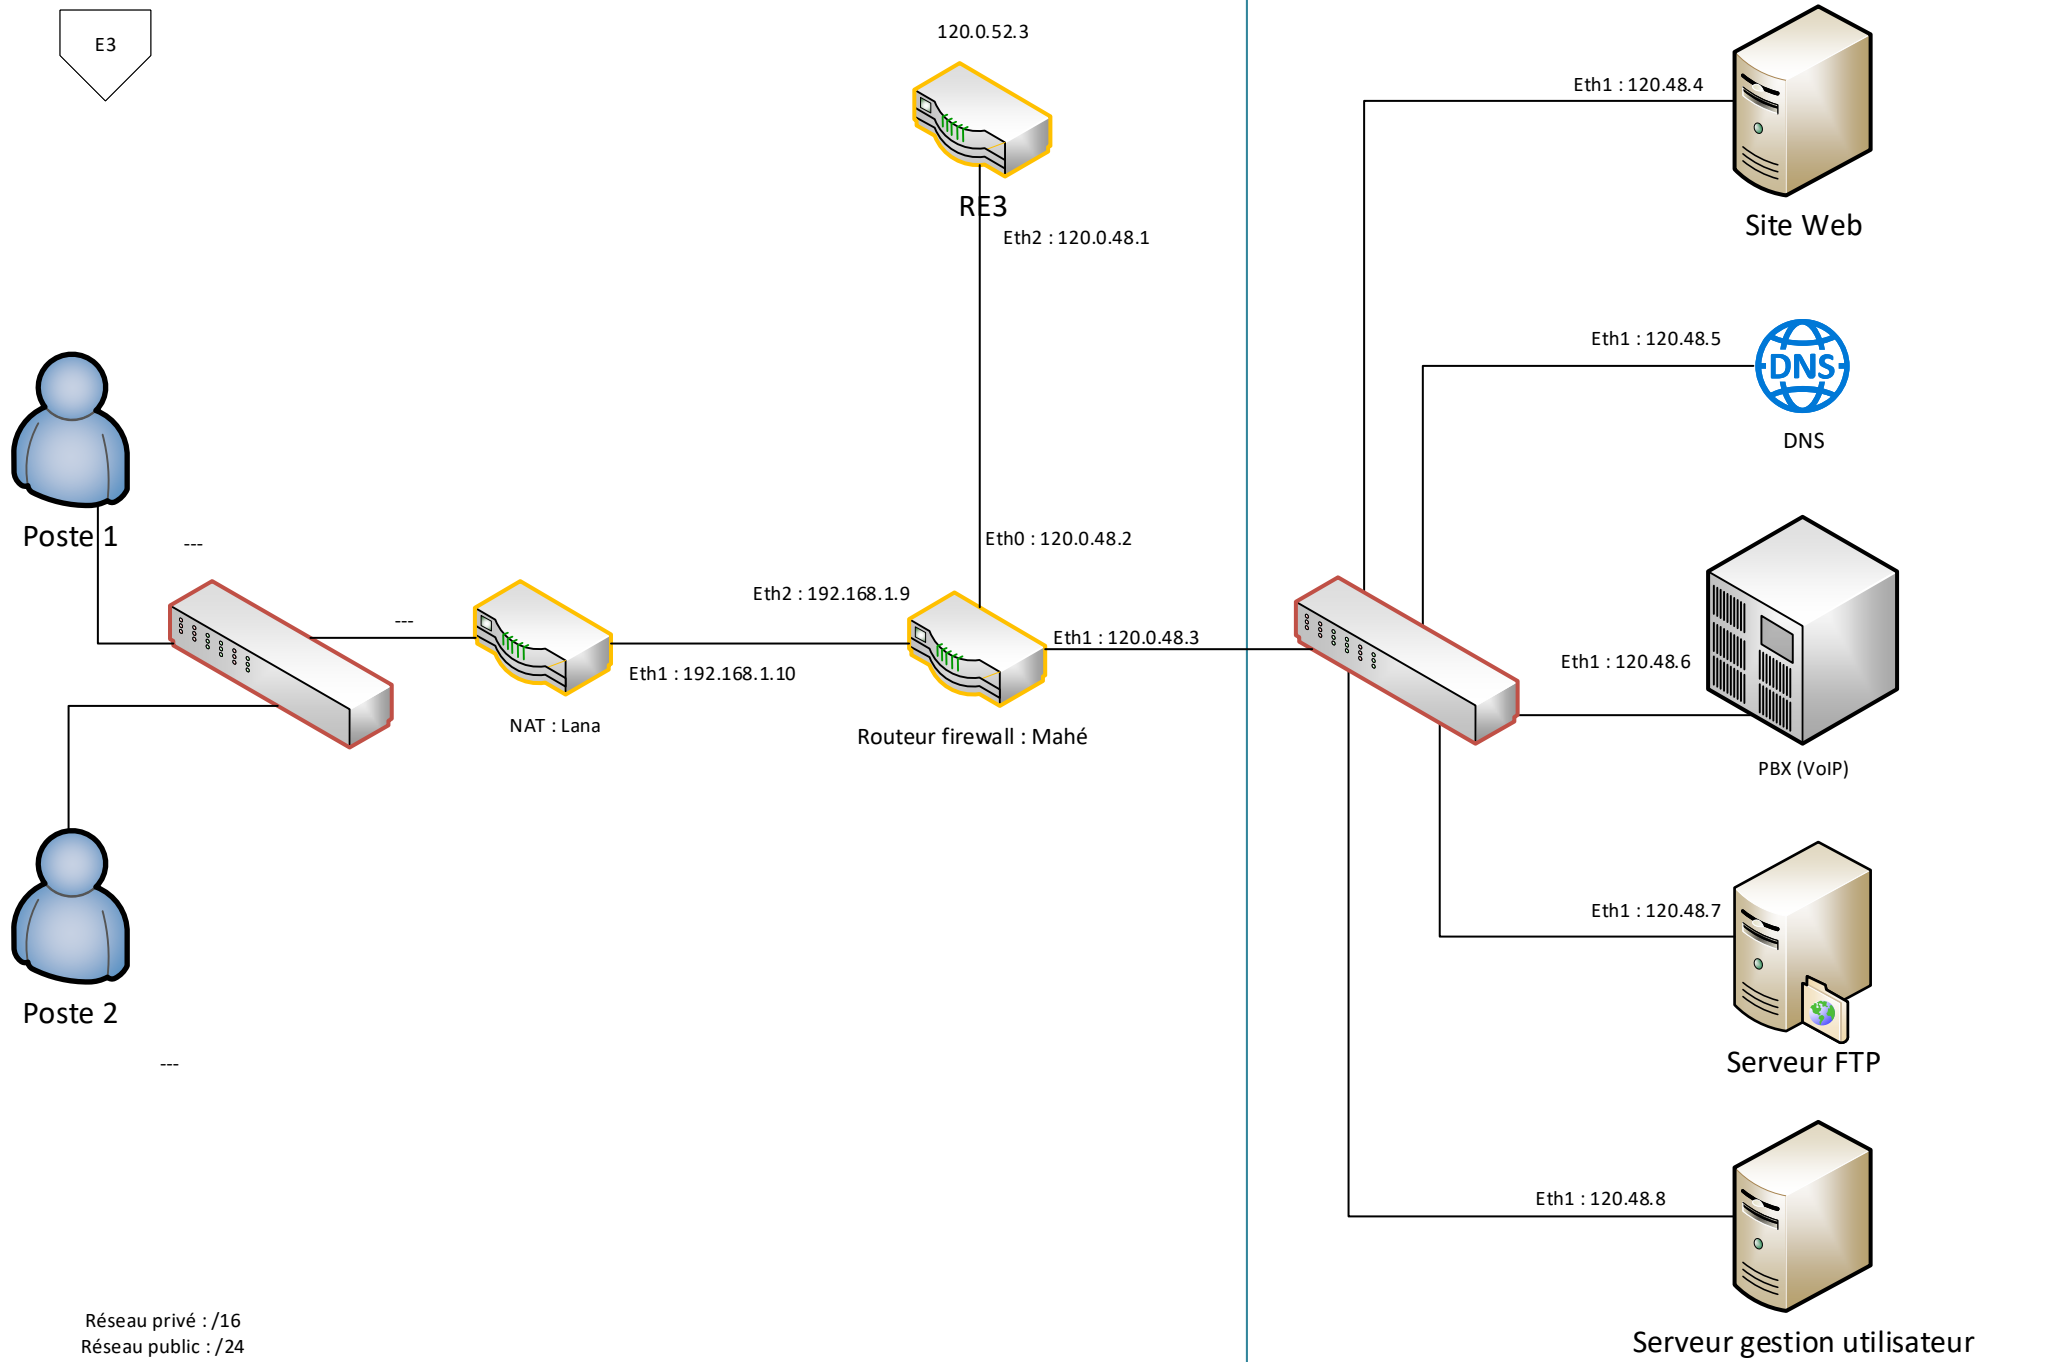 E3
120.0.52.3
RE3
Eth2 : 120.0.48.1
Eth1 : 120.48.4
Site Web
Eth1 : 120.48.5
DNS
DNS
Poste 1
---
---
Eth2 : 192.168.1.9
Eth0 : 120.0.48.2
Eth1 : 120.0.48.3
Eth1 : 192.168.1.10
NAT : Lana
Routeur firewall : Mahé
Eth1 : 120.48.6
PBX (VoIP)
Eth1 : 120.48.7
Serveur FTP
Poste 2
---
Eth1 : 120.48.8
Serveur gestion utilisateur
Réseau privé : /16
Réseau public : /24